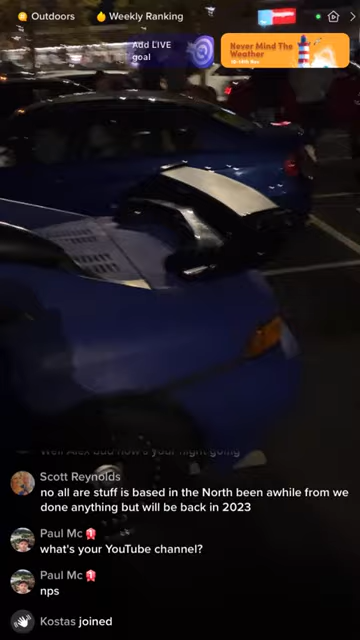 Outdoors
Weekly Ranking
Add LIVE
goal
Never Mind The
Weather
Scott Reynolds
no all are stuff is based in the North been awhile from we
done anything but will be back in 2023
Paul Mc
what's your YouTube channel?
Paul Mc
nps
Kostas joined